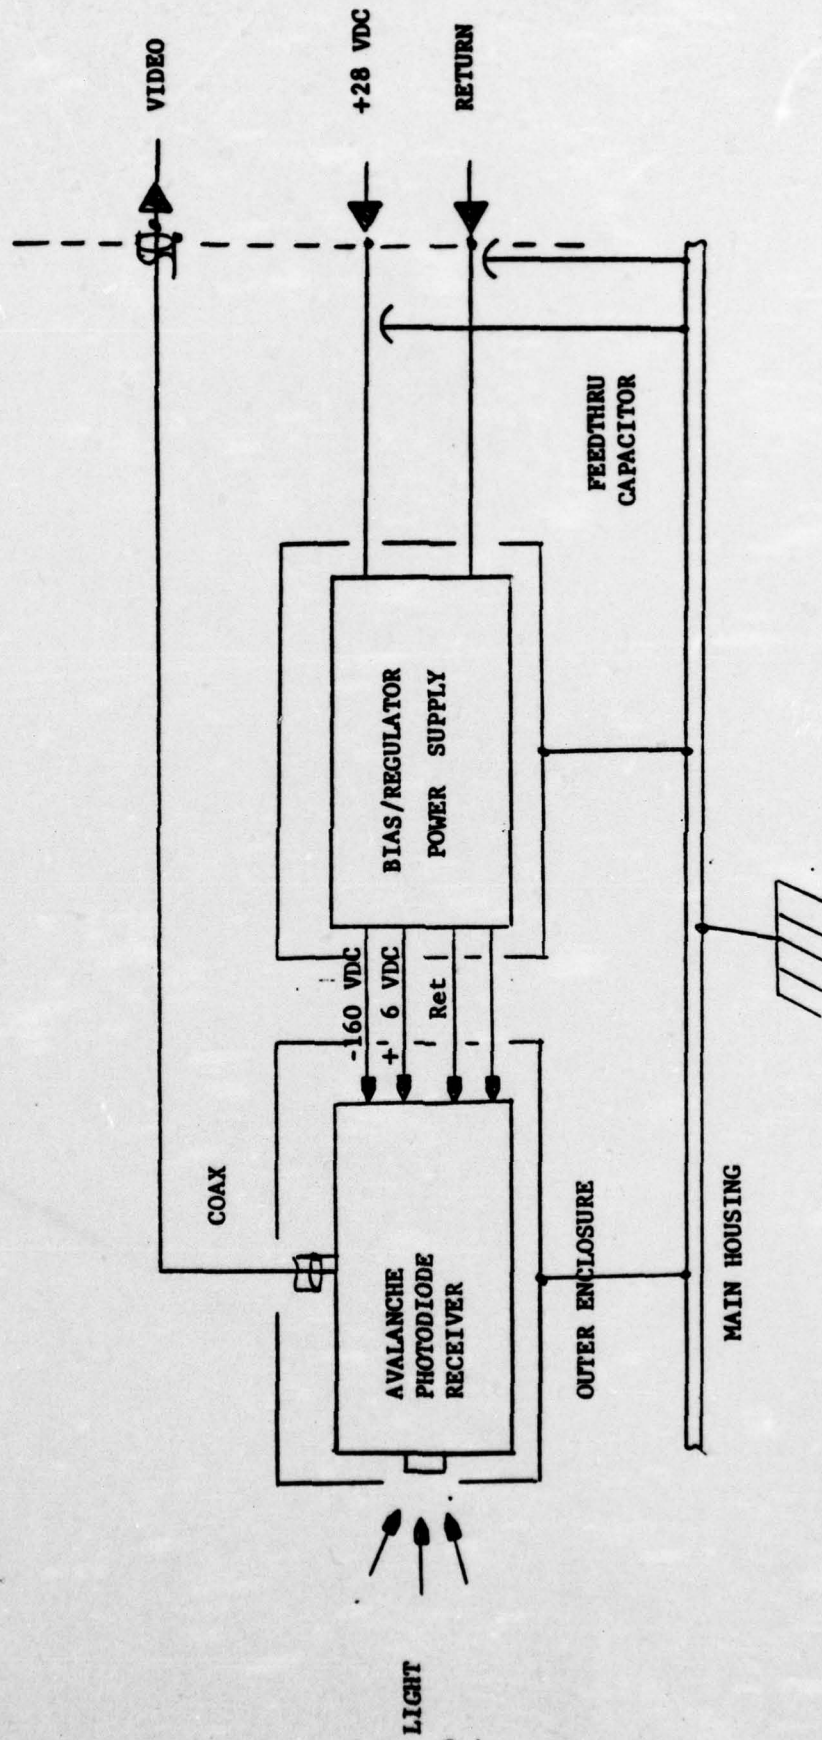 VIDEO
+28 VDC
RETURN
COAX
-160 VDC
+ 6 VDC
Ret
BIAS/REGULATOR
POWER SUPPLY
FEEDTHRU
CAPACITOR
LIGHT
AVALANCHE
PHOTODIODE
RECEIVER
OUTER ENCLOSURE
MAIN HOUSING